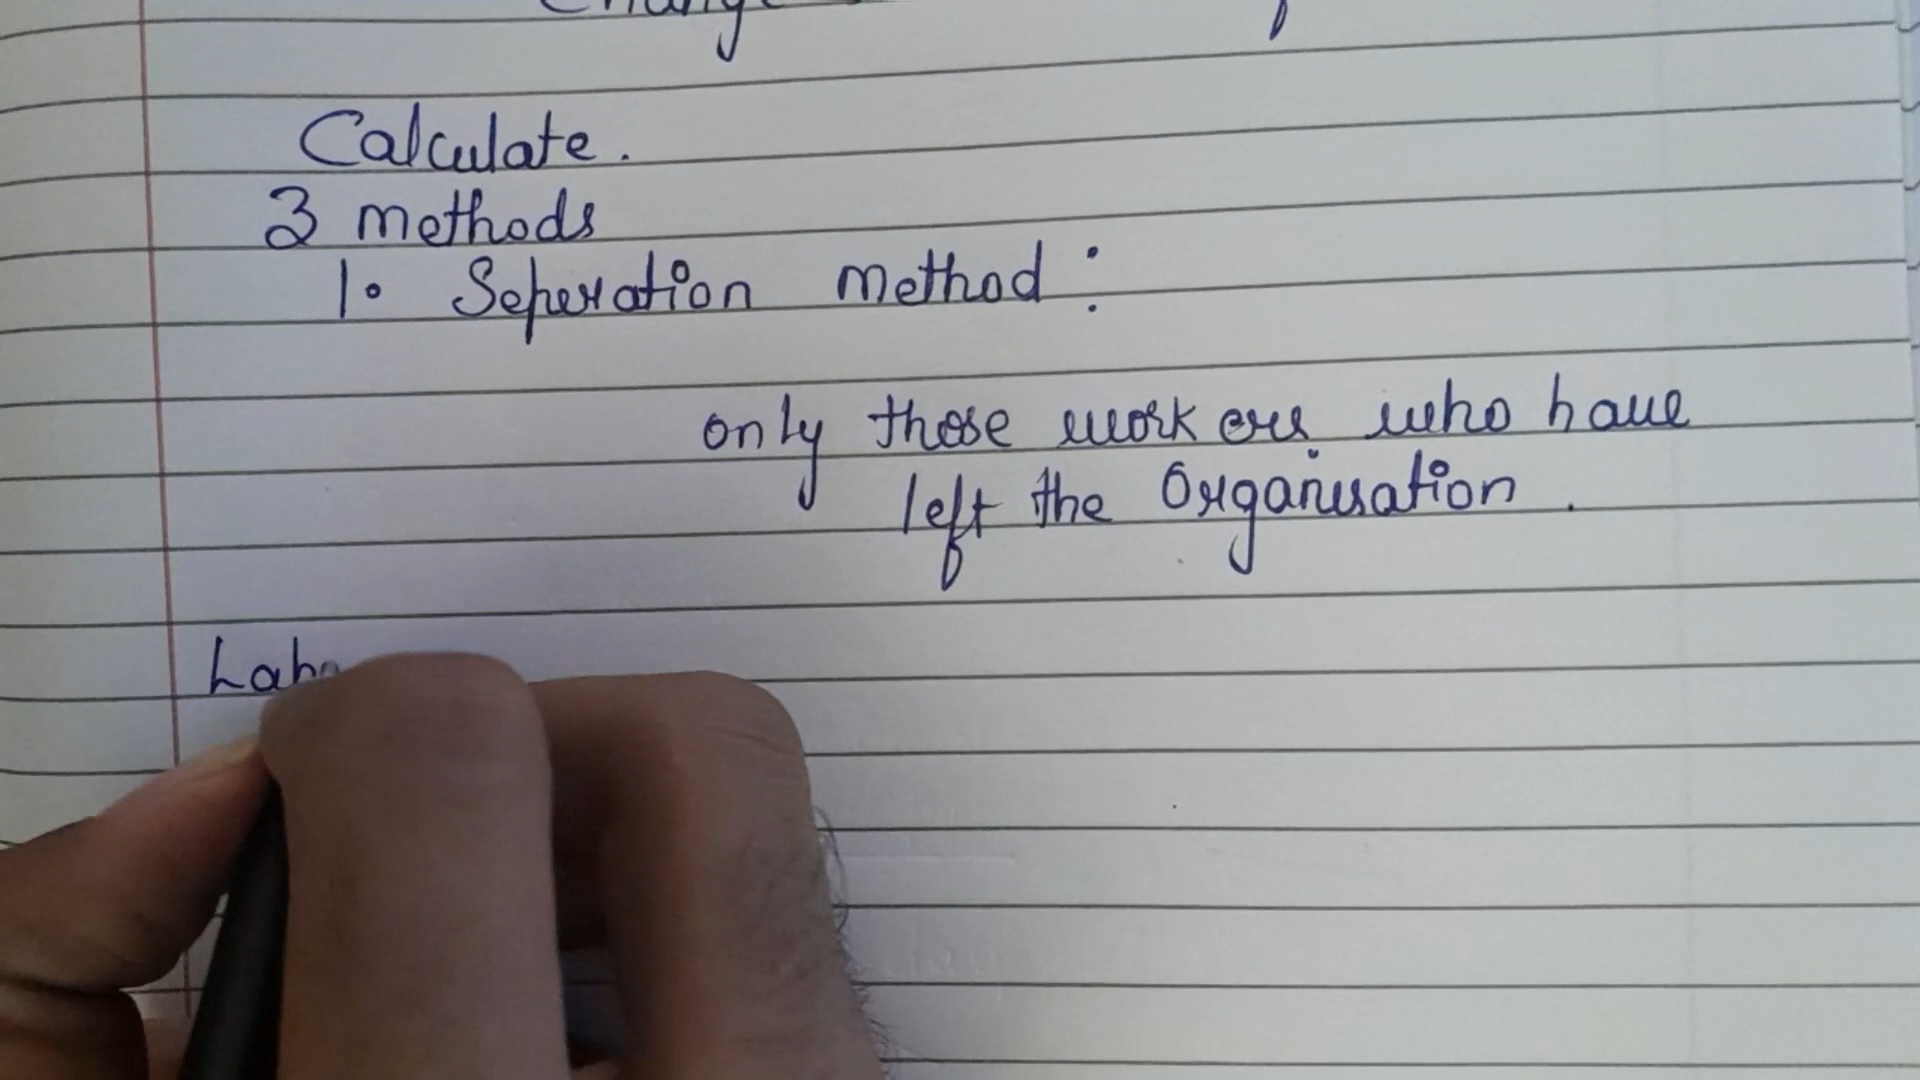 Calculate.
3 methods
1. Seperation method :
only those workers who have
left the Organisation .